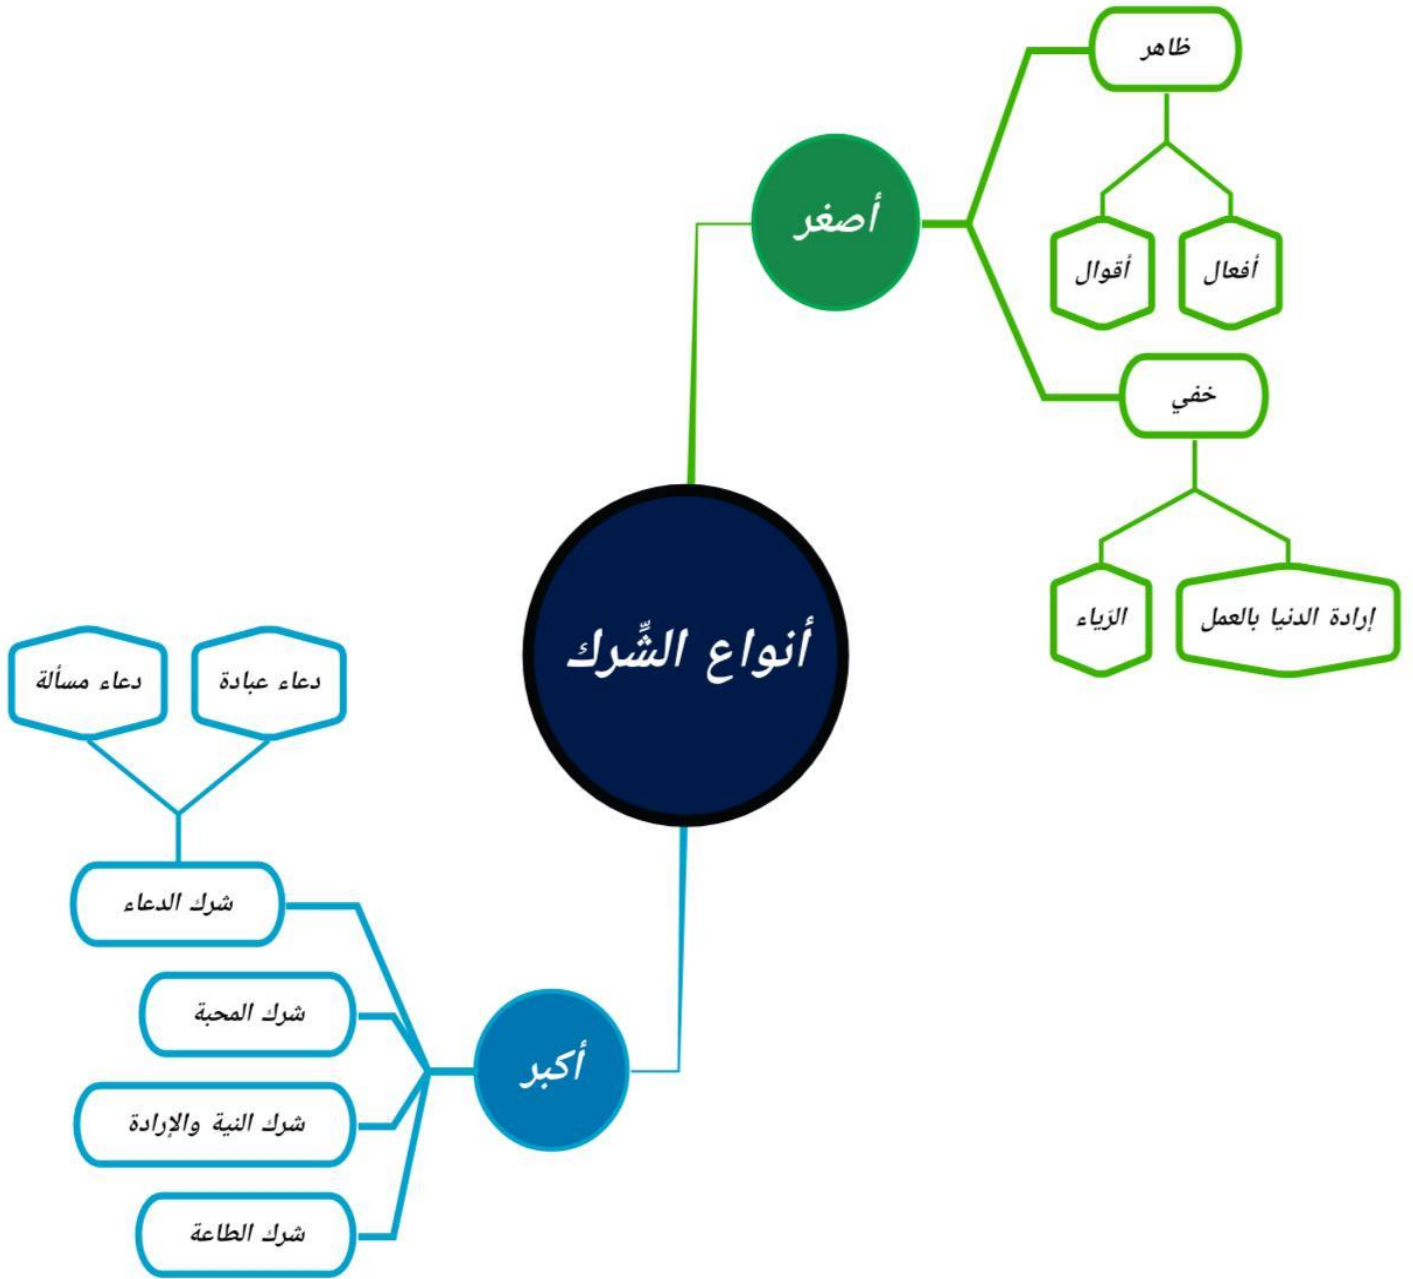 أنواع الشِّرك
أصغر
ظاهر
أفعال
أقوال
خفي
إرادة الدنيا بالعمل
الرّياء
أكبر
شرك الدعاء
دعاء عبادة
دعاء مسألة
شرك المحبة
شرك النية والإرادة
شرك الطاعة